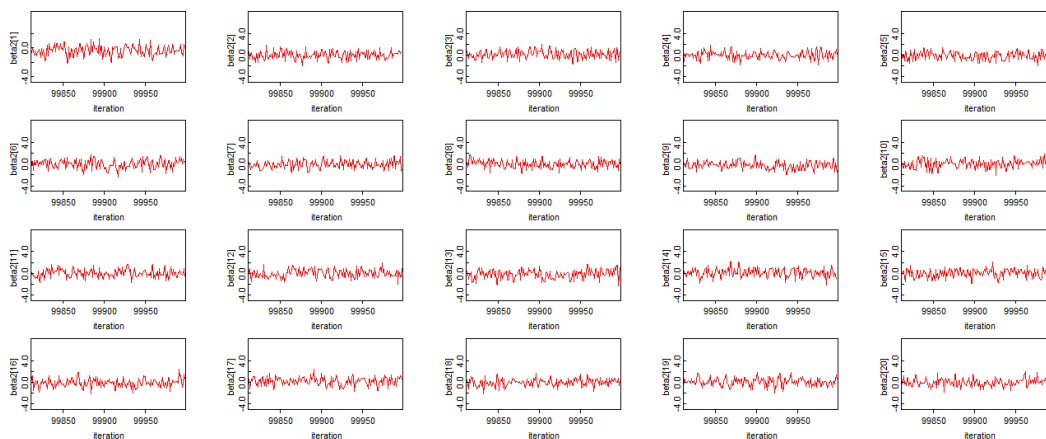 beta2[1]
-4.0 0.0
99850 99900 99950
iteration
beta2[2]
-4.0 0.0 4.0
99850 99900 99950
iteration
beta2[3]
-4.0 0.0 4.0
99850 99900 99950
iteration
beta2[4]
-4.0 0.0 4.0
99850 99900 99950
iteration
beta2[5]
-4.0 0.0 4.0
99850 99900 99950
iteration
beta2[6]
-4.0 0.0 4.0
99850 99900 99950
iteration
beta2[7]
-4.0 0.0 4.0
99850 99900 99950
iteration
beta2[8]
-4.0 0.0 4.0
99850 99900 99950
iteration
beta2[9]
-4.0 0.0 4.0
99850 99900 99950
iteration
beta2[10]
-4.0 0.0 4.0
99850 99900 99950
iteration
beta2[11]
-4.0 0.0 4.0
99850 99900 99950
iteration
beta2[12]
-4.0 0.0 4.0
99850 99900 99950
iteration
beta2[13]
-4.0 0.0 4.0
99850 99900 99950
iteration
beta2[14]
-4.0 0.0 4.0
99850 99900 99950
iteration
beta2[15]
-4.0 0.0 4.0
99850 99900 99950
iteration
beta2[16]
-4.0 0.0 4.0
99850 99900 99950
iteration
beta2[17]
-4.0 0.0 4.0
99850 99900 99950
iteration
beta2[18]
-4.0 0.0 4.0
99850 99900 99950
iteration
beta2[19]
-4.0 0.0 4.0
99850 99900 99950
iteration
beta2[20]
-4.0 0.0 4.0
99850 99900 99950
iteration